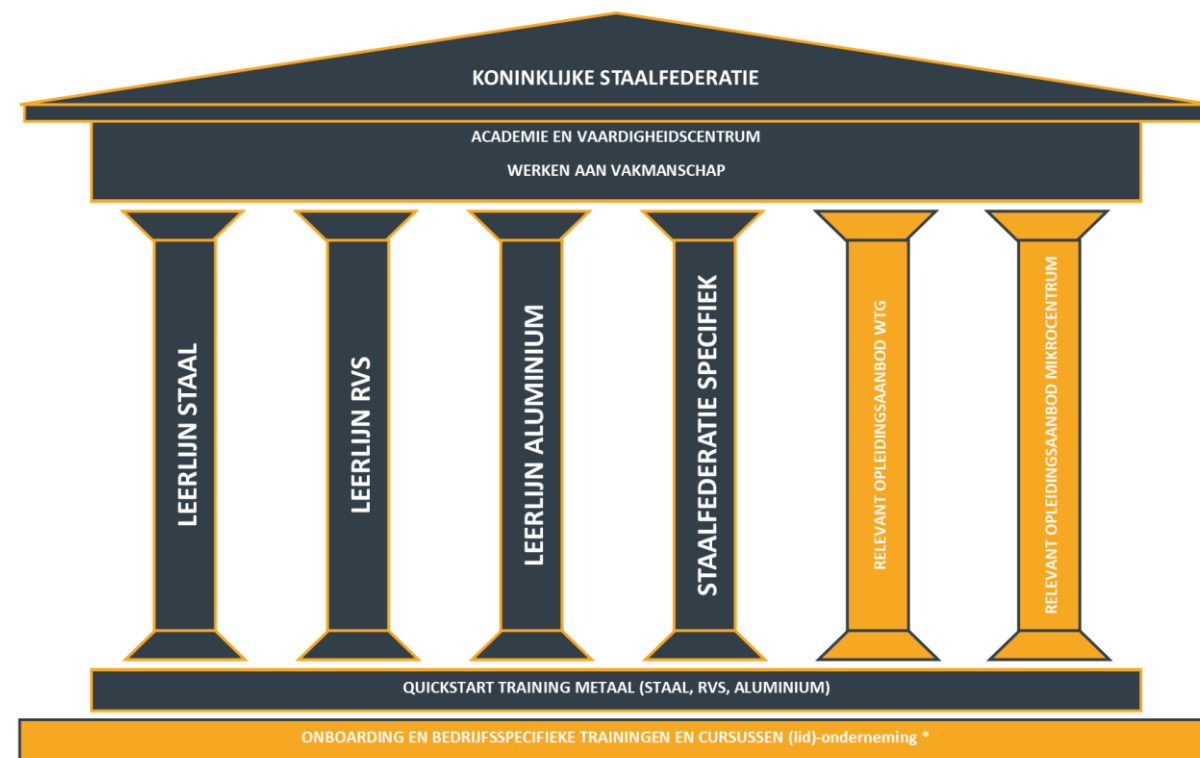 KONINKLIJKE STAALFEDERATIE
ACADEMIE EN VAARDIGHEIDSCENTRUM
WERKEN AAN VAKMANSCHAP
LEERLIJN STAAL
LEERLIJN RVS
LEERLIJN ALUMINIUM
STAALFEDERATIE SPECIFIEK
RELEVANT OPLEIDINGSAANBOD WTG
RELEVANT OPLEIDINGSAANBOD MIKROCENTRUM
QUICKSTART TRAINING METAAL (STAAL, RVS, ALUMINIUM)
ONBOARDING EN BEDRIJFSSPECIFIEKE TRAININGEN EN CURSUSSEN (lid)-onderneming *